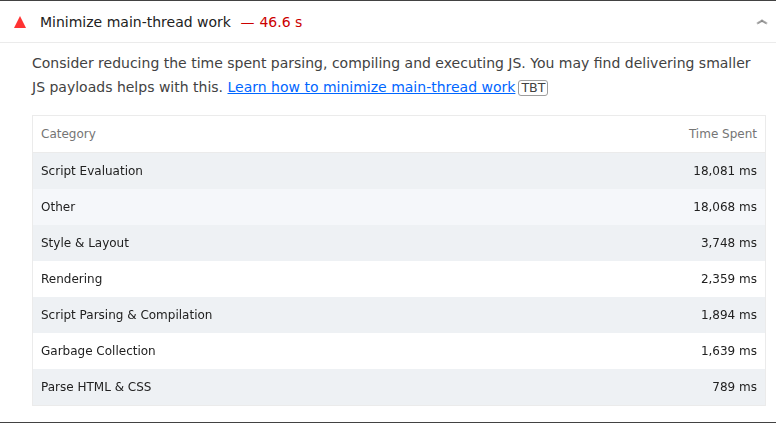 Minimize main-thread work — 46.6 s
Consider reducing the time spent parsing, compiling and executing JS. You may find delivering smaller
JS payloads helps with this. Learn how to minimize main-thread work TBT
Category Time Spent
Script Evaluation 18,081 ms
Other 18,068 ms
Style & Layout 3,748 ms
Rendering 2,359 ms
Script Parsing & Compilation 1,894 ms
Garbage Collection 1,639 ms
Parse HTML & CSS 789 ms